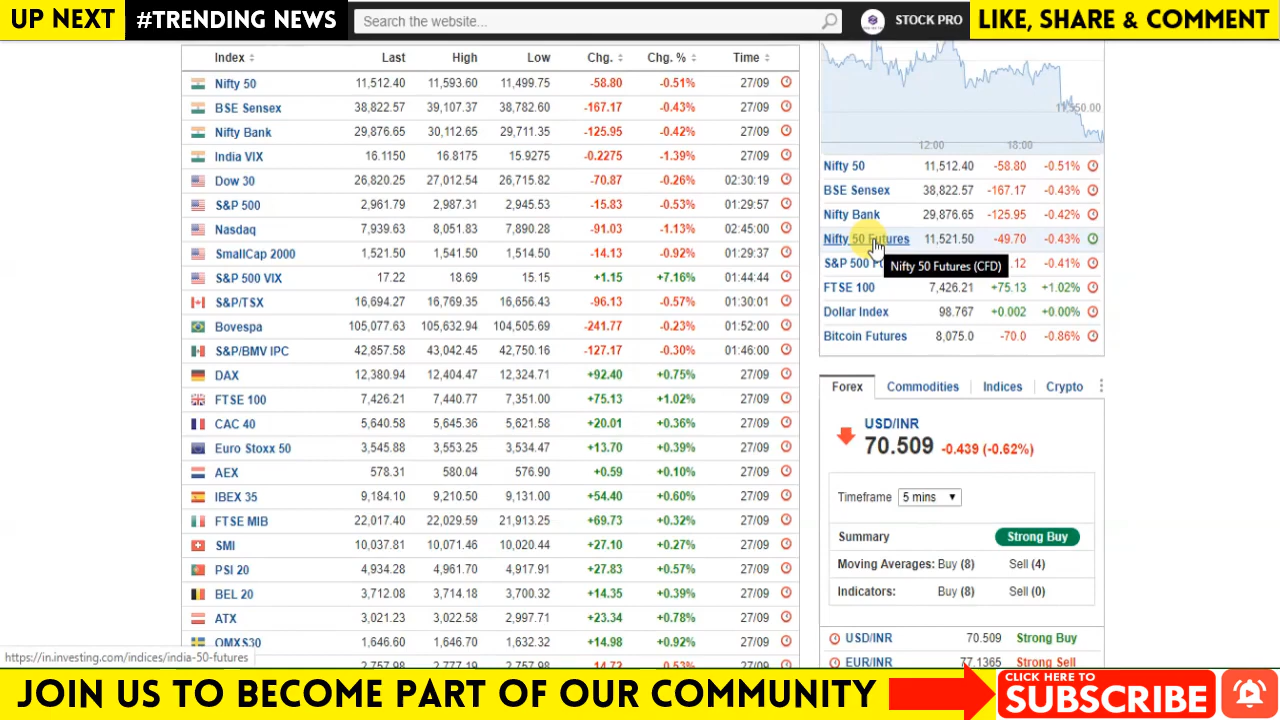 UP NEXT #TRENDING NEWS Search the website... STOCK PRO LIKE, SHARE & COMMENT
Index Last High Low Chg. Chg. % Time
Nifty 50 11,512.40 11,593.60 11,499.75 -58.80 -0.51% 27/09
BSE Sensex 38,822.57 39,107.37 38,782.60 -167.17 -0.43% 27/09
Nifty Bank 29,876.65 30,112.65 29,711.35 -125.95 -0.42% 27/09
India VIX 16.1150 16.8175 15.9275 -0.2275 -1.39% 27/09
Dow 30 26,820.25 27,012.54 26,715.82 -70.87 -0.26% 02:30:19
S&P 500 2,961.79 2,987.31 2,945.53 -15.83 -0.53% 01:29:57
Nasdaq 7,939.63 8,051.83 7,890.28 -91.03 -1.13% 02:45:00
SmallCap 2000 1,521.50 1,541.50 1,514.50 -14.13 -0.92% 01:29:37
S&P 500 VIX 17.22 18.69 15.15 +1.15 +7.16% 01:44:44
S&P/TSX 16,694.27 16,769.35 16,656.43 -96.13 -0.57% 01:30:01
Bovespa 105,077.63 105,632.94 104,505.69 -241.77 -0.23% 01:52:00
S&P/BMV IPC 42,857.58 43,042.45 42,750.16 -127.17 -0.30% 01:46:00
DAX 12,380.94 12,404.47 12,324.71 +92.40 +0.75% 27/09
FTSE 100 7,426.21 7,440.77 7,351.00 +75.13 +1.02% 27/09
CAC 40 5,640.58 5,645.36 5,621.58 +20.01 +0.36% 27/09
Euro Stoxx 50 3,545.88 3,553.25 3,534.47 +13.70 +0.39% 27/09
AEX 578.31 580.04 576.90 +0.59 +0.10% 27/09
IBEX 35 9,184.10 9,210.50 9,131.00 +54.40 +0.60% 27/09
FTSE MIB 22,017.40 22,029.59 21,913.25 +69.73 +0.32% 27/09
SMI 10,037.81 10,071.46 10,020.44 +27.10 +0.27% 27/09
PSI 20 4,934.28 4,961.70 4,917.91 +27.83 +0.57% 27/09
BEL 20 3,712.08 3,714.18 3,700.32 +14.35 +0.39% 27/09
ATX 3,021.23 3,022.58 2,997.71 +23.34 +0.78% 27/09
OMXS30 1,646.60 1,646.70 1,632.32 +14.98 +0.92% 27/09
https://in.investing.com/indices/india-50-futures
11,550.00
12:00 18:00
Nifty 50 11,512.40 -58.80 -0.51%
BSE Sensex 38,822.57 -167.17 -0.43%
Nifty Bank 29,876.65 -125.95 -0.42%
Nifty 50 Futures 11,521.50 -49.70 -0.43%
S&P 500 .12 -0.41%
Nifty 50 Futures (CFD)
FTSE 100 7,426.21 +75.13 +1.02%
Dollar Index 98.767 +0.002 +0.00%
Bitcoin Futures 8,075.0 -70.0 -0.86%
Forex Commodities Indices Crypto
USD/INR
70.509 -0.439 (-0.62%)
Timeframe 5 mins
Summary Strong Buy
Moving Averages: Buy (8) Sell (4)
Indicators: Buy (8) Sell (0)
USD/INR 70.509 Strong Buy
EUR/INR 77.1365 Strong Sell
JOIN US TO BECOME PART OF OUR COMMUNITY
CLICK HERE TO
SUBSCRIBE